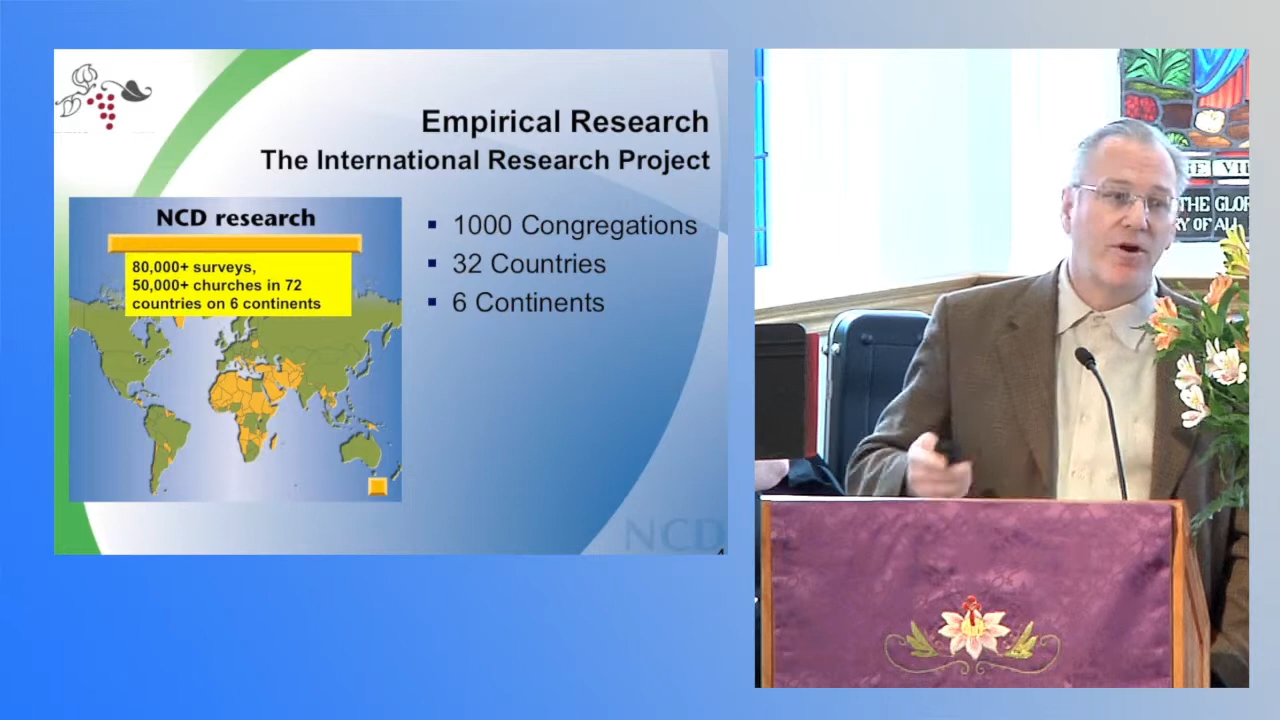 Empirical Research
The International Research Project
NCD research
80,000+ surveys,
50,000+ churches in 72
countries on 6 continents
▪ 1000 Congregations
▪ 32 Countries
▪ 6 Continents
NCD
4
THE GLOR
RY OF ALL